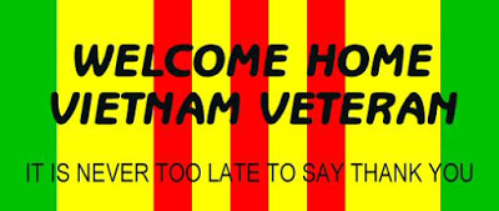 WELCOME HOME
VIETNAM VETERAN
IT IS NEVER TOO LATE TO SAY THANK YOU